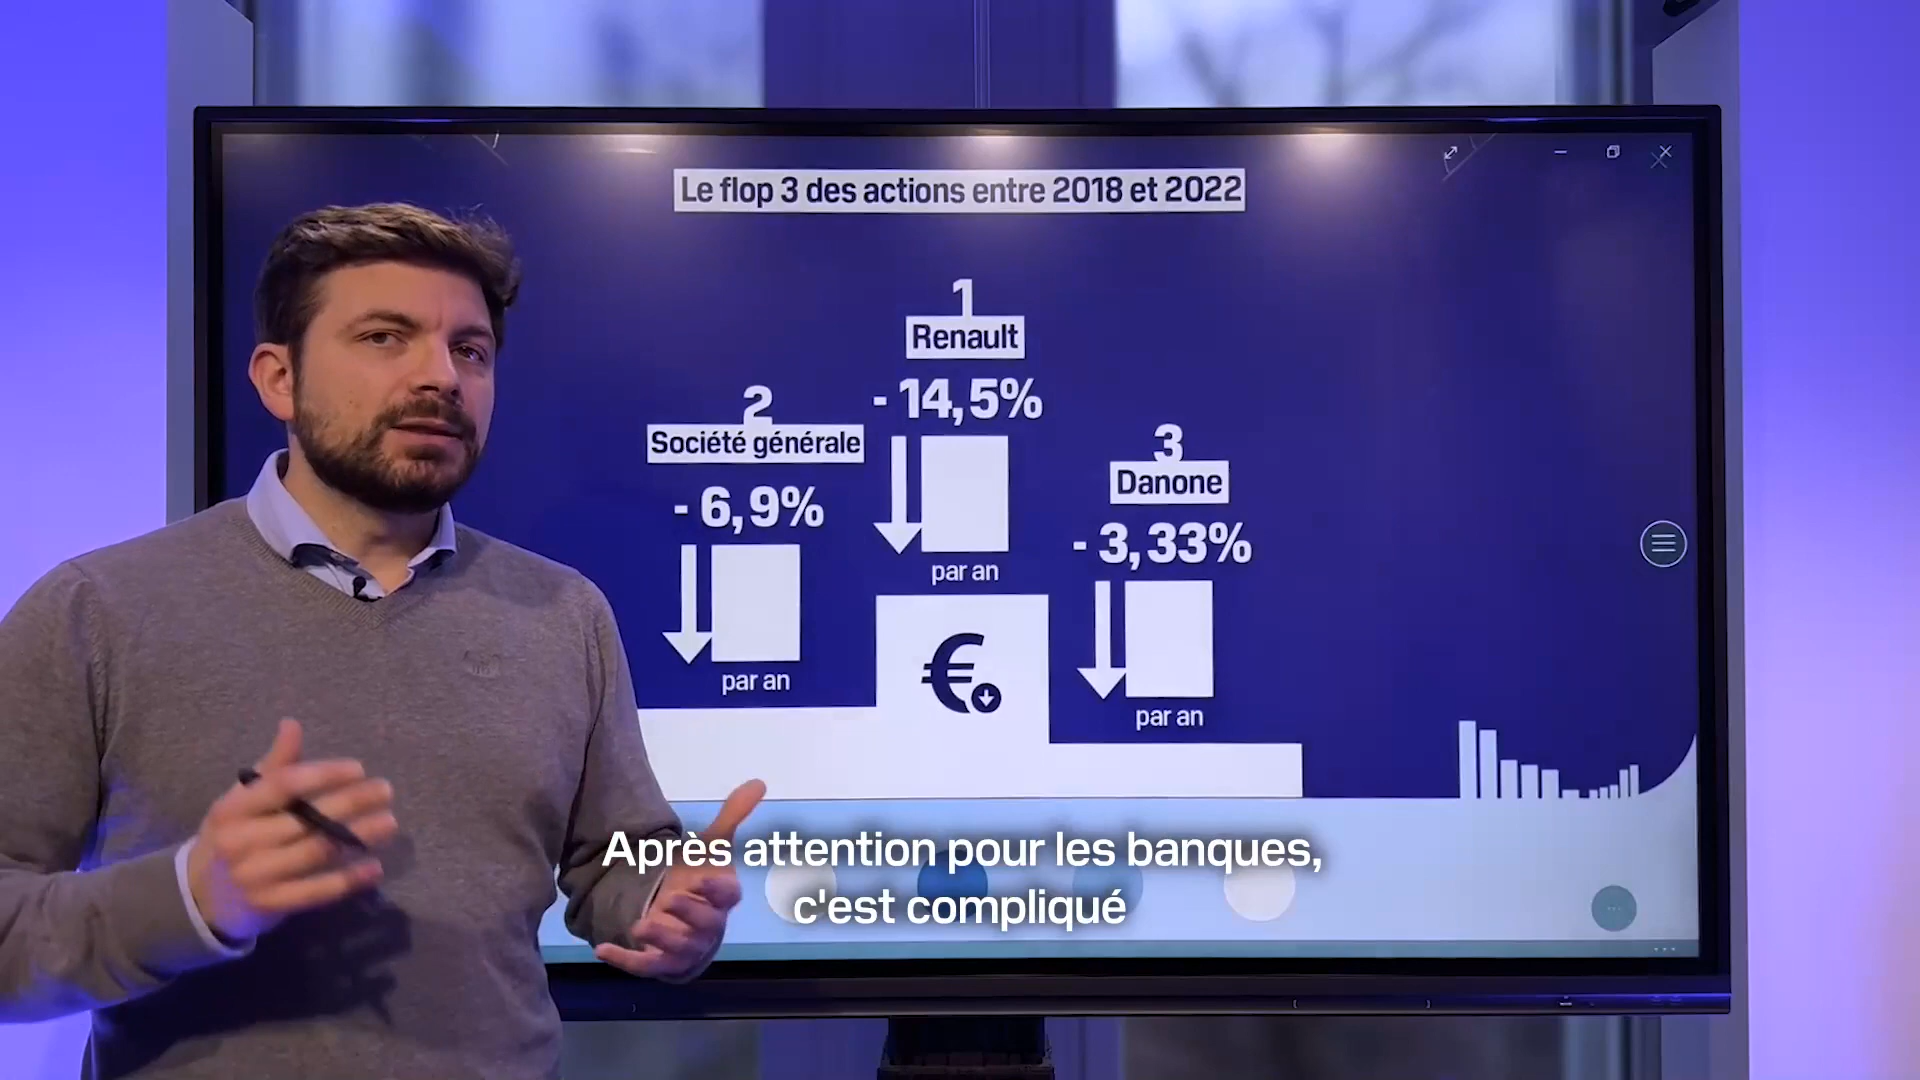 Le flop 3 des actions entre 2018 et 2022
1
Renault
- 14,5%
par an
2
Société générale
- 6,9%
par an
3
Danone
- 3,33%
par an
€
Après attention pour les banques,
c'est compliqué